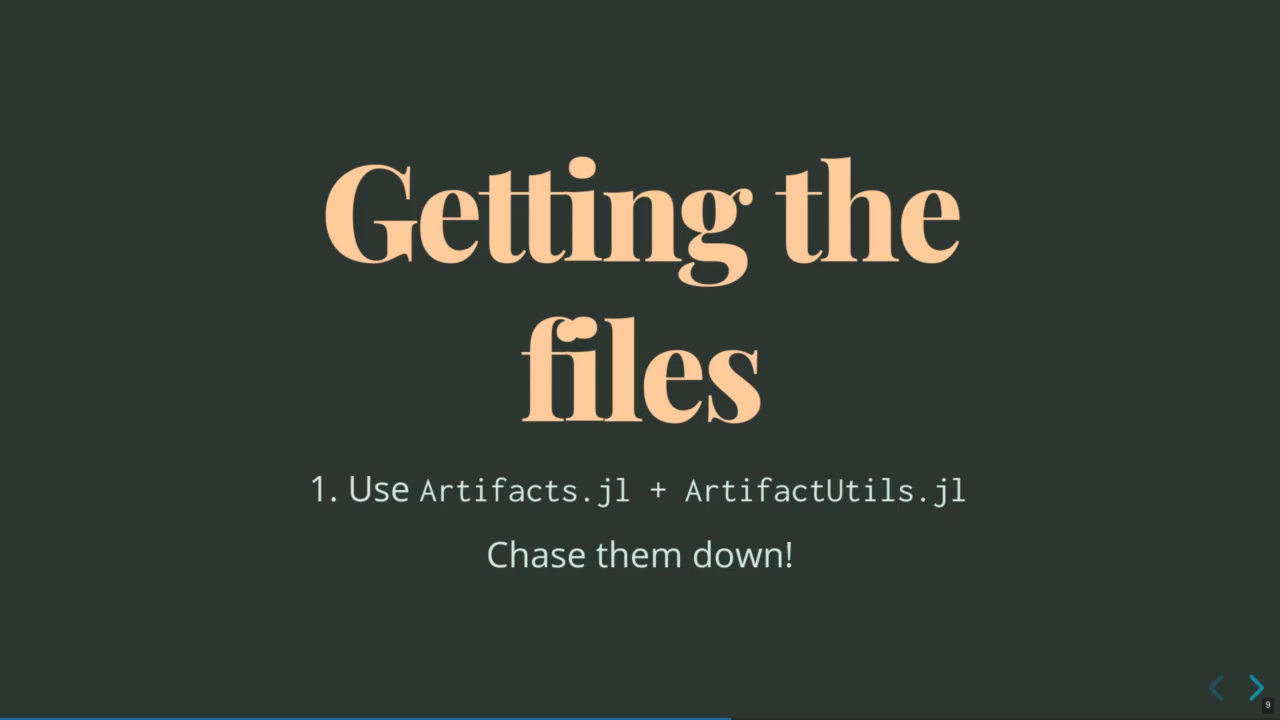 Getting the
files
1. Use Artifacts.jl + ArtifactUtils.jl
Chase them down!
9